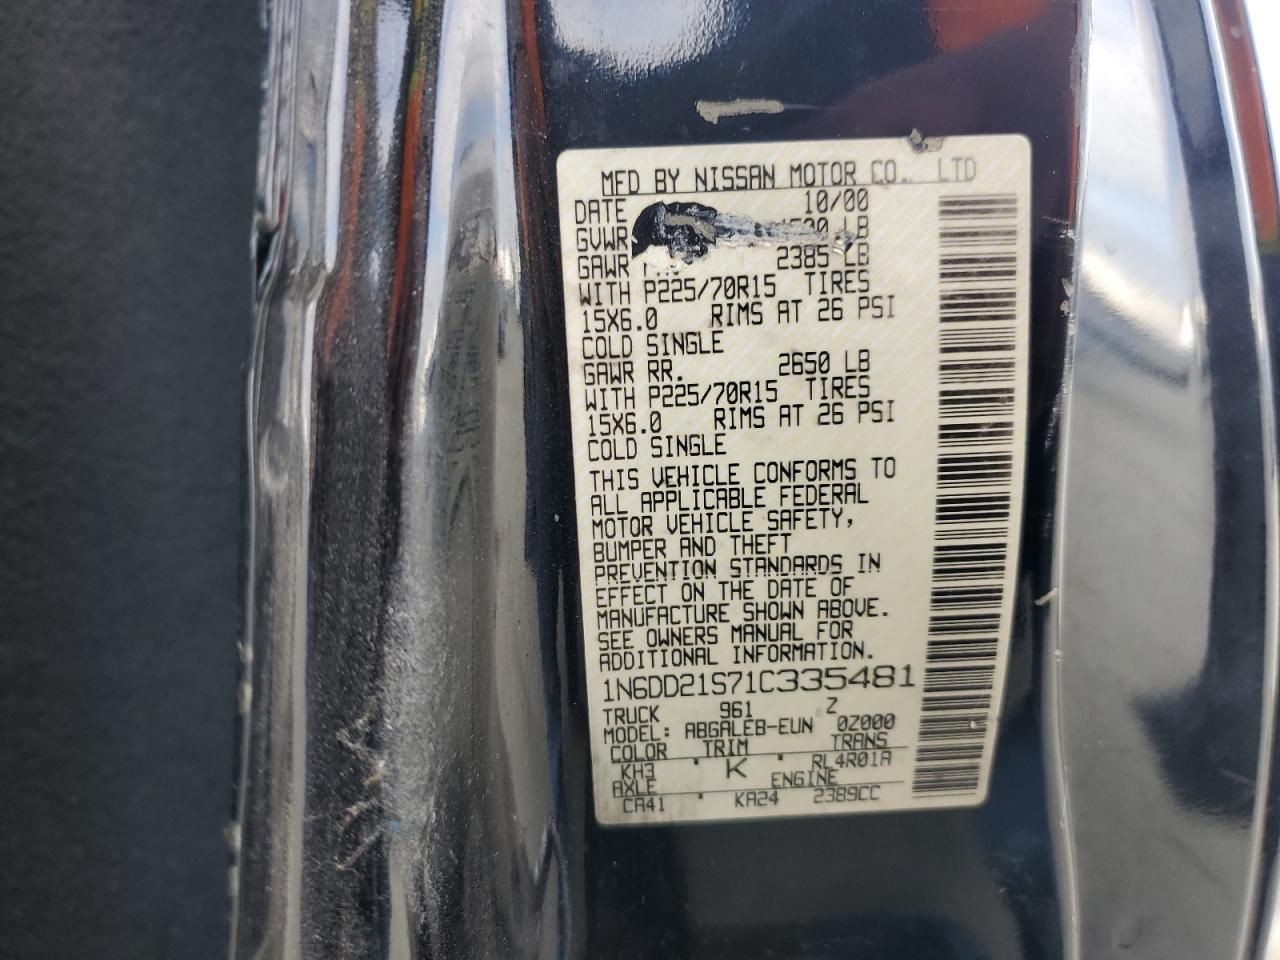 MFD BY NISSAN MOTOR CO., LTD
DATE 10/00
GVWR LB
GAWR 2385 LB
WITH P225/70R15 TIRES
15X6.0 RIMS AT 26 PSI
COLD SINGLE
GAWR RR. 2650 LB
WITH P225/70R15 TIRES
15X6.0 RIMS AT 26 PSI
COLD SINGLE
THIS VEHICLE CONFORMS TO
ALL APPLICABLE FEDERAL
MOTOR VEHICLE SAFETY,
BUMPER AND THEFT
PREVENTION STANDARDS IN
EFFECT ON THE DATE OF
MANUFACTURE SHOWN ABOVE.
SEE OWNERS MANUAL FOR
ADDITIONAL INFORMATION.
1N6DD21S71C335481
TRUCK 961 Z
MODEL: ABGALEB-EUN 0Z000
COLOR TRIM TRANS
KH3 K RL4R01A
AXLE ENGINE
CA41 KA24 2389CC